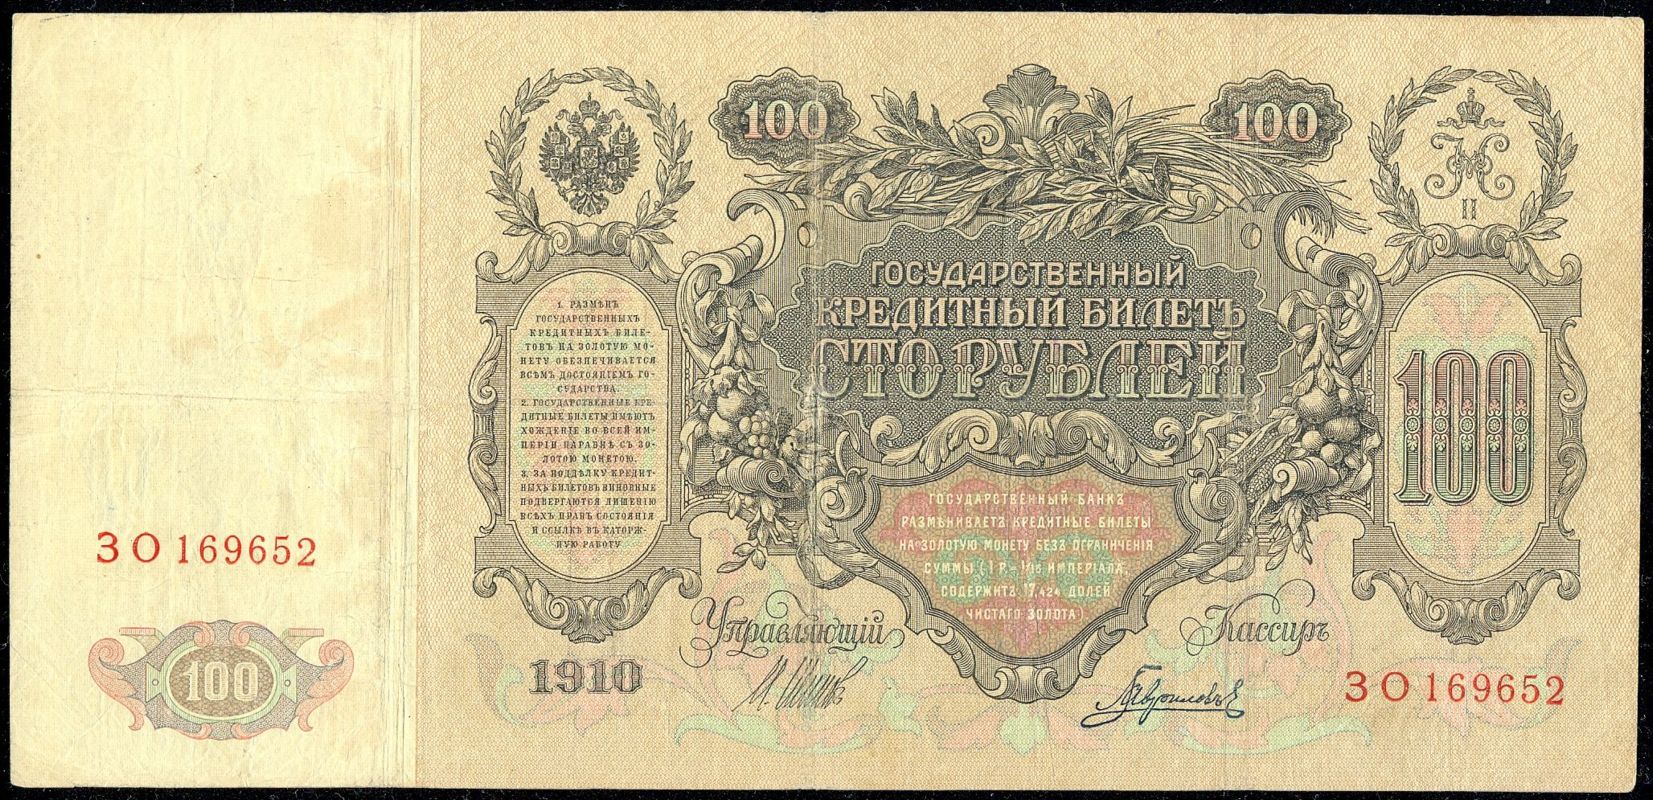 100
100
II
ГОСУДАРСТВЕННЫЙ
КРЕДИТНЫЙ БИЛЕТЪ
СТО РУБЛЕЙ
1. РАЗМѢНЪ
ГОСУДАРСТВЕННЫХЪ
КРЕДИТНЫХЪ БИЛЕ-
ТОВЪ НА ЗОЛОТУЮ МО-
НЕТУ ОБЕЗПЕЧИВАЕТСЯ
ВСѢМЪ ДОСТОЯНІЕМЪ ГО-
СУДАРСТВА.
2. ГОСУДАРСТВЕННЫЕ КРЕ-
ДИТНЫЕ БИЛЕТЫ ИМѢЮТЪ
ХОЖДЕНІЕ ВО ВСЕЙ ИМ-
ПЕРІИ НАРАВНѢ СЪ ЗО-
ЛОТОЮ МОНЕТОЮ.
3. ЗА ПОДДѢЛКУ КРЕДИТ-
НЫХЪ БИЛЕТОВЪ ВИНОВНЫЕ
ПОДВЕРГАЮТСЯ ЛИШЕНІЮ
ВСѢХЪ ПРАВЪ СОСТОЯНІЯ
И ССЫЛКѢ ВЪ КАТОРЖ-
НУЮ РАБОТУ
100
ГОСУДАРСТВЕННЫЙ БАНКЪ
РАЗМѢНИВАЕТЪ КРЕДИТНЫЕ БИЛЕТЫ
НА ЗОЛОТУЮ МОНЕТУ БЕЗЪ ОГРАНИЧЕНІЯ
СУММЫ (1 Р.= 1/15 ИМПЕРІАЛА,
СОДЕРЖИТЪ 17,424 ДОЛЕЙ
ЧИСТАГО ЗОЛОТА)
ЗО 169652
Управляющій
Кассиръ
100
1910
И. Шиповъ
Гавриловъ
ЗО 169652